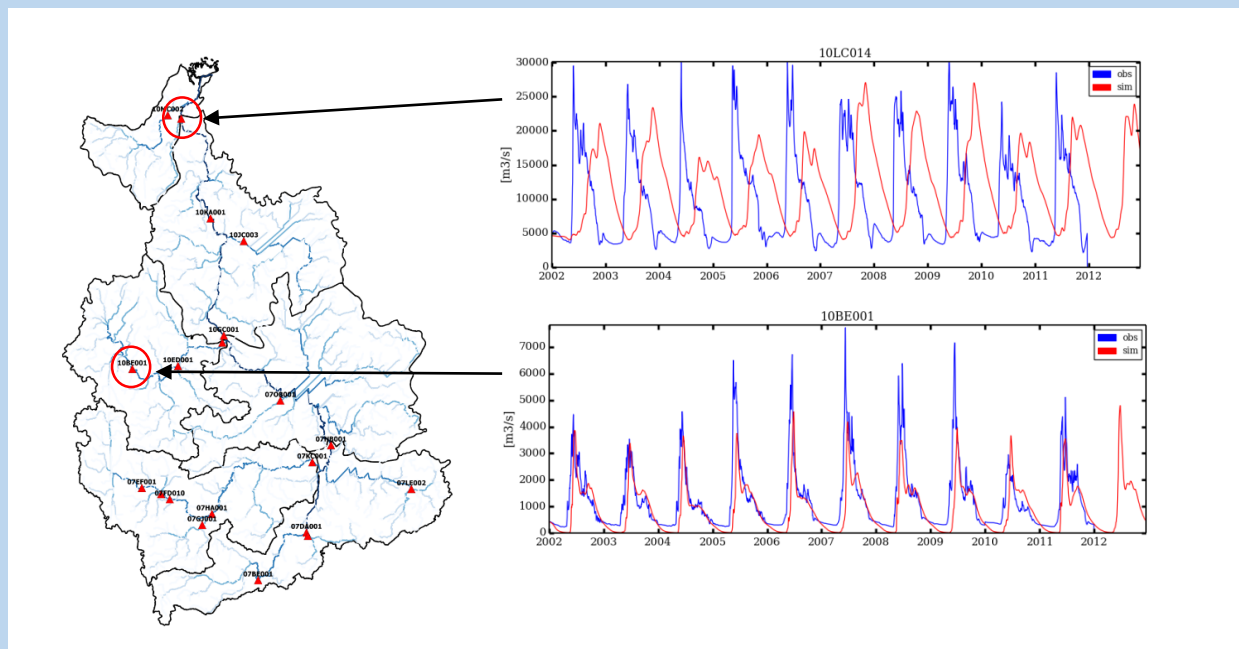 10LC014
30000
25000
20000
15000
10000
5000
0
[m3/s]
obs
sim
2002 2003 2004 2005 2006 2007 2008 2009 2010 2011 2012
10BE001
7000
6000
5000
4000
3000
2000
1000
0
[m3/s]
obs
sim
2002 2003 2004 2005 2006 2007 2008 2009 2010 2011 2012
10KA001
10JC003
10GC001
10BE001
10ED001
07NB001
07KC001
07LE002
07EF001
07FD010
07HA001
07GJ001
07DA001
07BE001